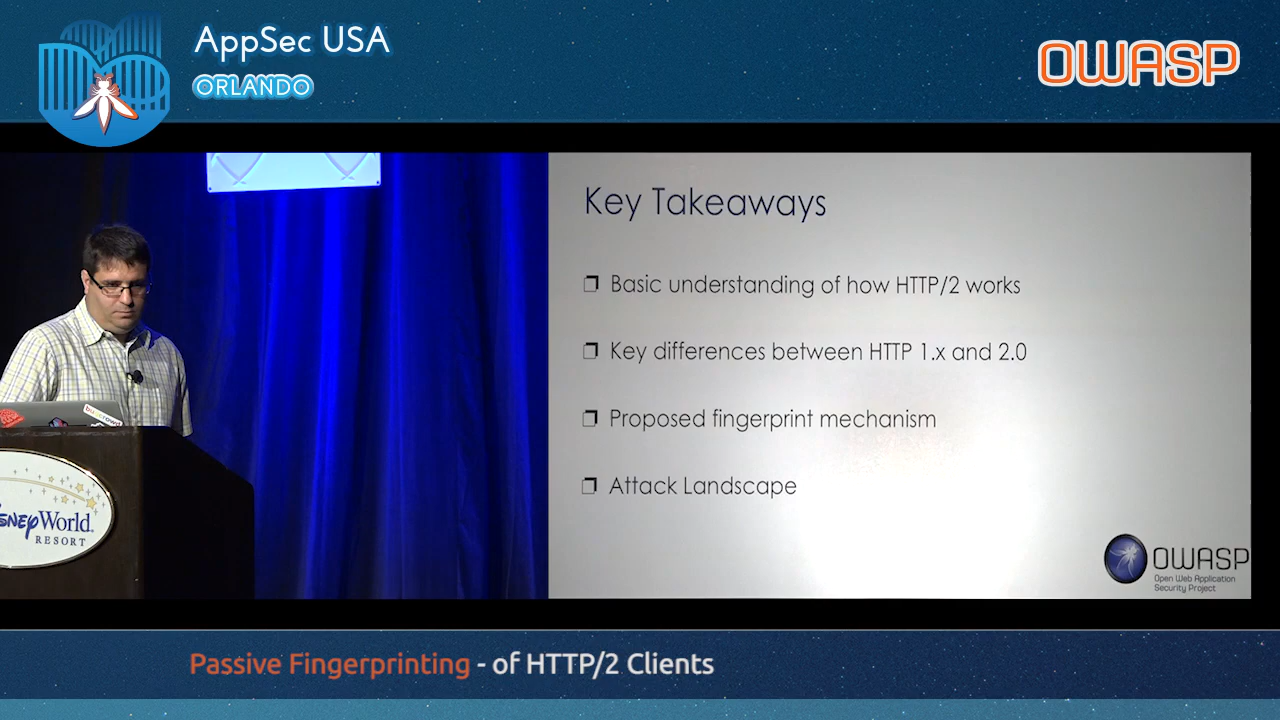 AppSec USA
ORLANDO
OWASP
Key Takeaways
❐ Basic understanding of how HTTP/2 works
❐ Key differences between HTTP 1.x and 2.0
❐ Proposed fingerprint mechanism
❐ Attack Landscape
World
RESORT
OWASP
Open Web Application
Security Project
Passive Fingerprinting - of HTTP/2 Clients